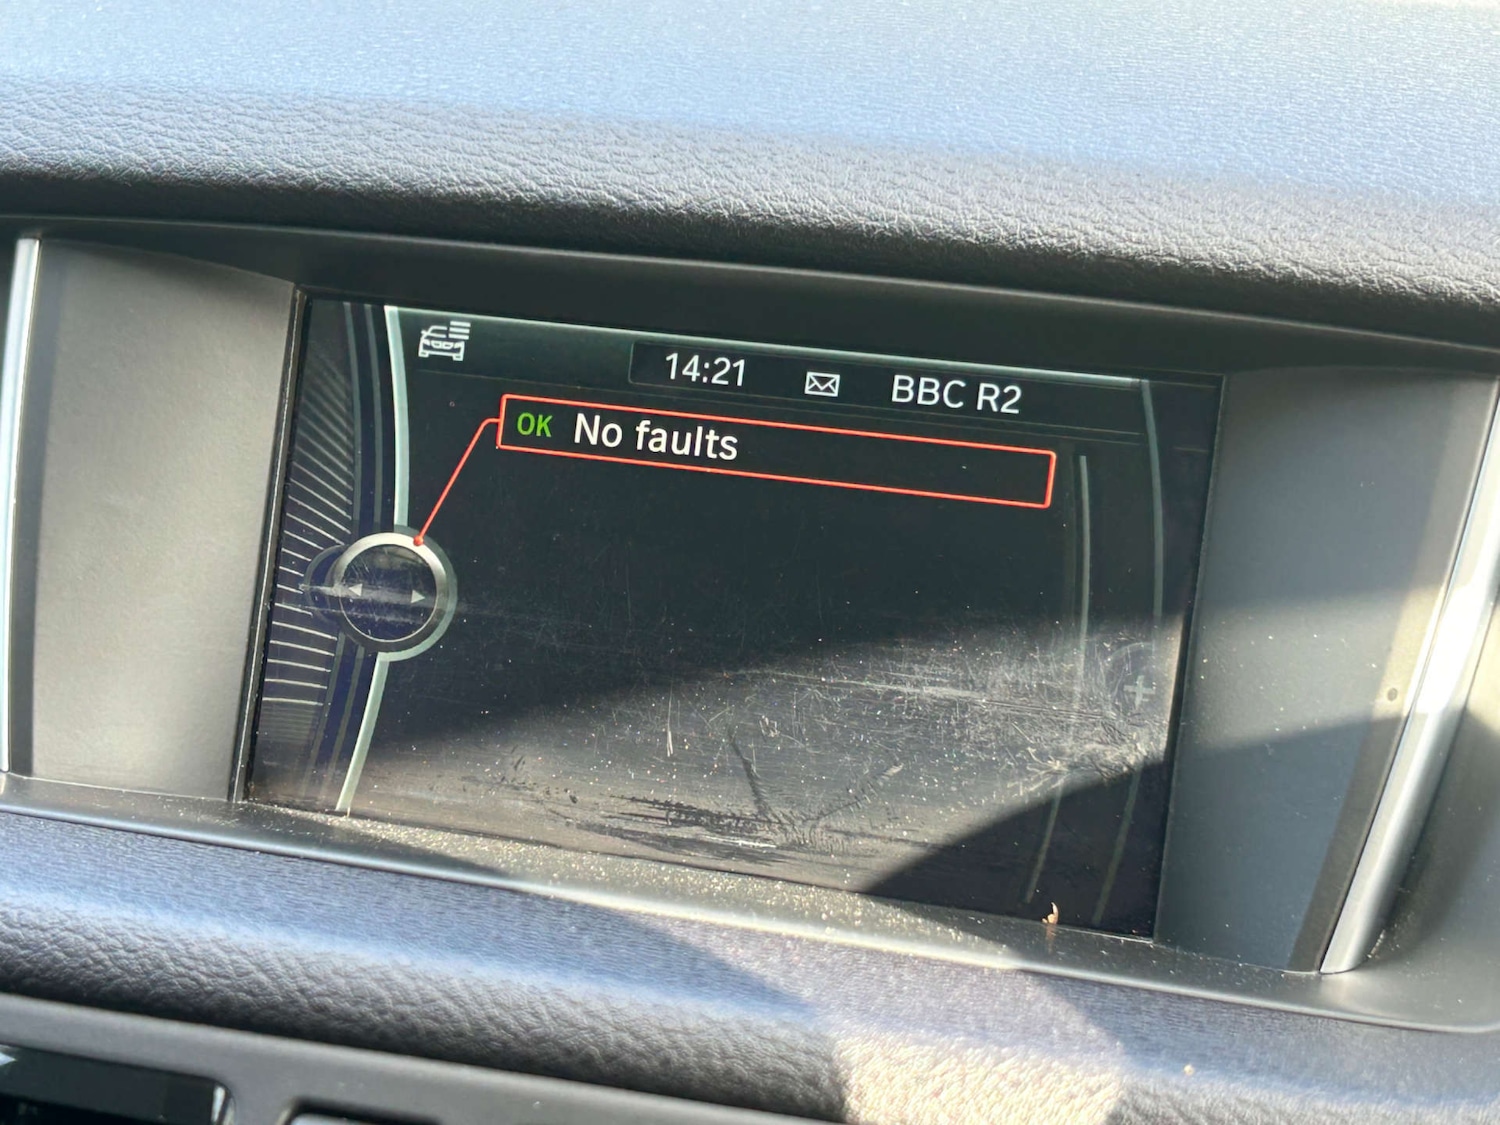 14:21 BBC R2
OK No faults